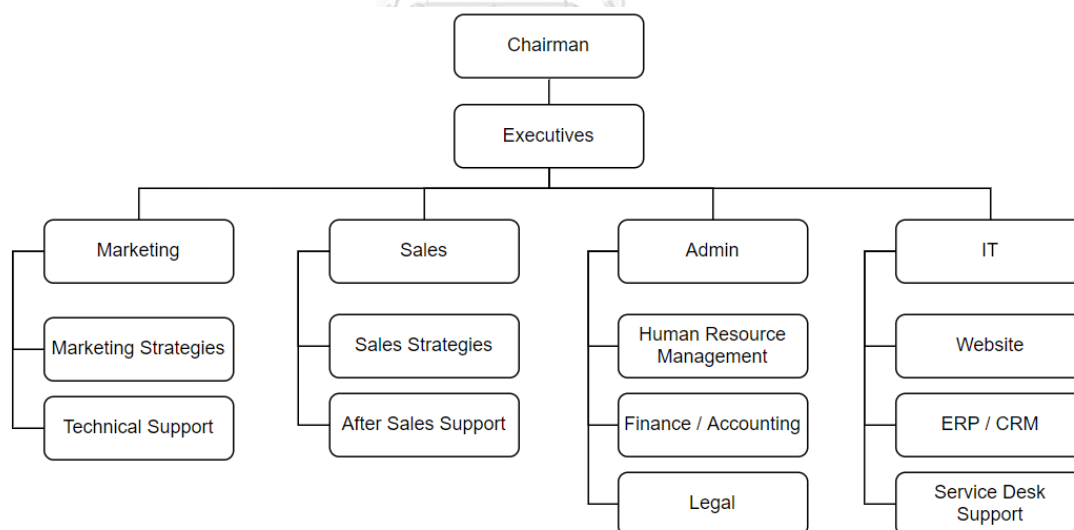 Chairman
Executives
Marketing
Sales
Admin
IT
Marketing Strategies
Sales Strategies
Human Resource
Management
Website
Technical Support
After Sales Support
Finance / Accounting
ERP / CRM
Legal
Service Desk
Support